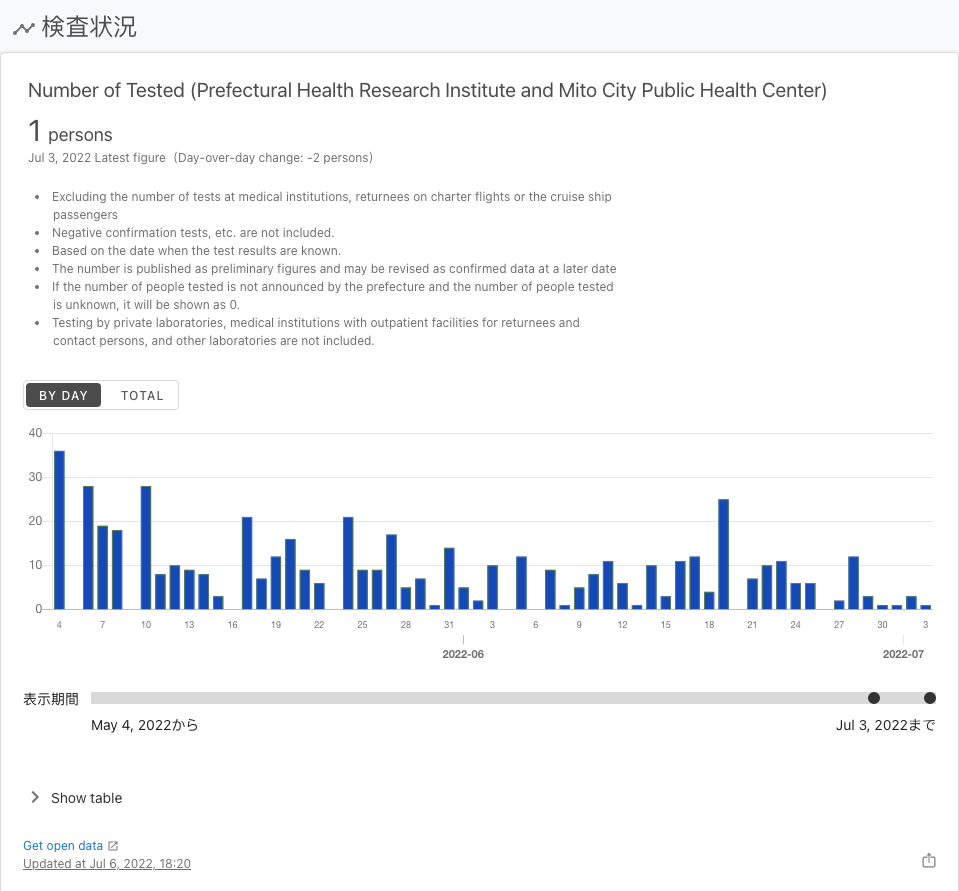 検査状況
Number of Tested (Prefectural Health Research Institute and Mito City Public Health Center)
1 persons
Jul 3, 2022 Latest figure (Day-over-day change: -2 persons)
• Excluding the number of tests at medical institutions, returnees on charter flights or the cruise ship
passengers
• Negative confirmation tests, etc. are not included.
• Based on the date when the test results are known.
• The number is published as preliminary figures and may be revised as confirmed data at a later date
• If the number of people tested is not announced by the prefecture and the number of people tested
is unknown, it will be shown as 0.
• Testing by private laboratories, medical institutions with outpatient facilities for returnees and
contact persons, and other laboratories are not included.
BY DAY TOTAL
40
30
20
10
0
4 7 10 13 16 19 22 25 28 31 3 6 9 12 15 18 21 24 27 30 3
2022-06 2022-07
表示期間
May 4, 2022から Jul 3, 2022まで
Show table
Get open data
Updated at Jul 6, 2022, 18:20